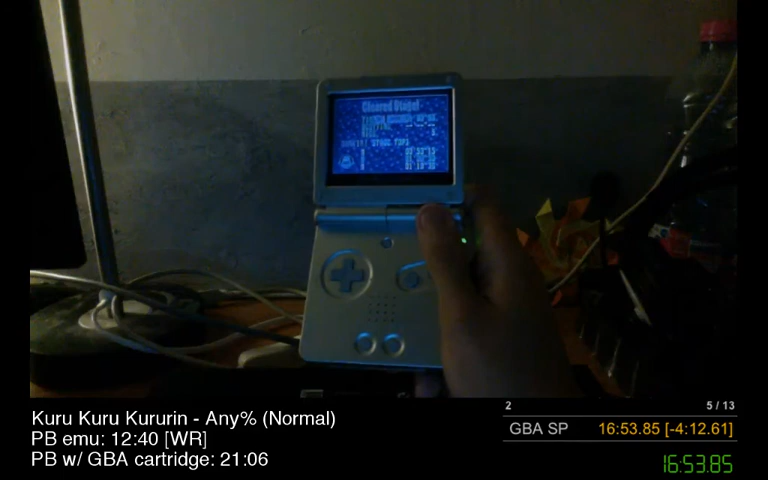 Cleared Stage!
Kuru Kuru Kururin - Any% (Normal)
PB emu: 12:40 [WR]
PB w/ GBA cartridge: 21:06
2 5 / 13
GBA SP 16:53.85 [-4:12.61]
16:53.85